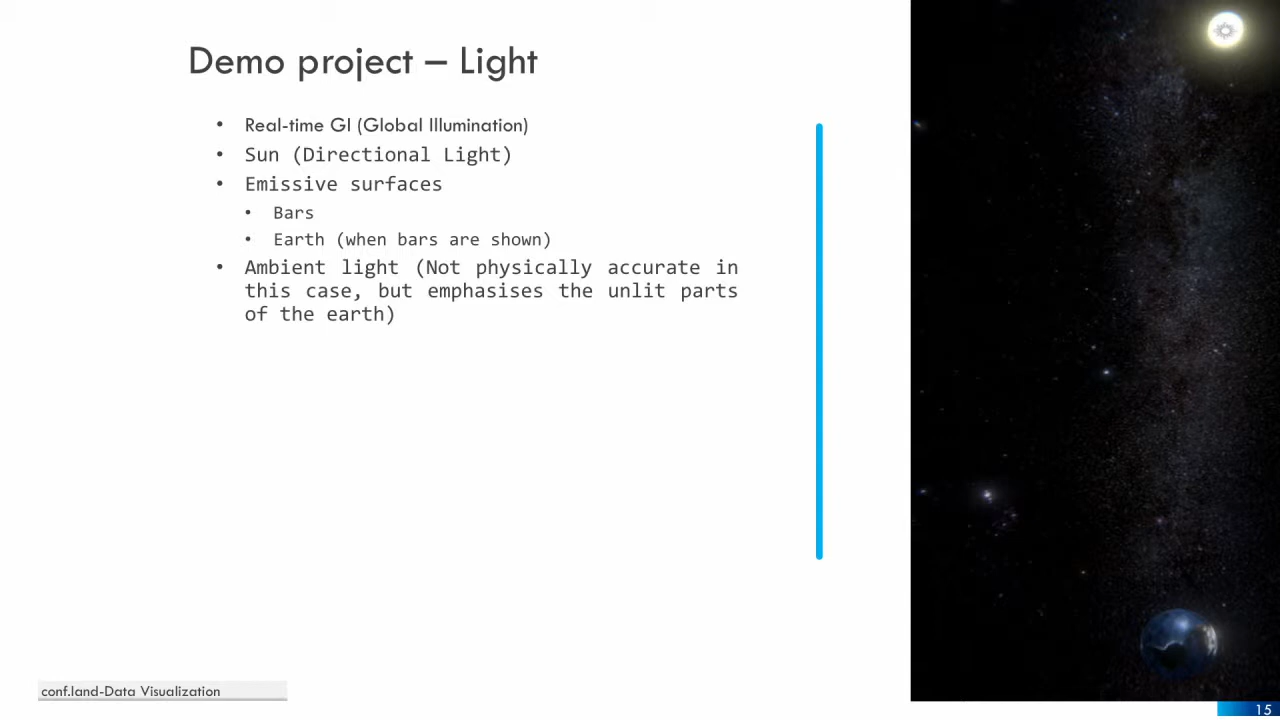 Demo project – Light
• Real-time GI (Global Illumination)
• Sun (Directional Light)
• Emissive surfaces
• Bars
• Earth (when bars are shown)
• Ambient light (Not physically accurate in
this case, but emphasises the unlit parts
of the earth)
conf.land-Data Visualization
15